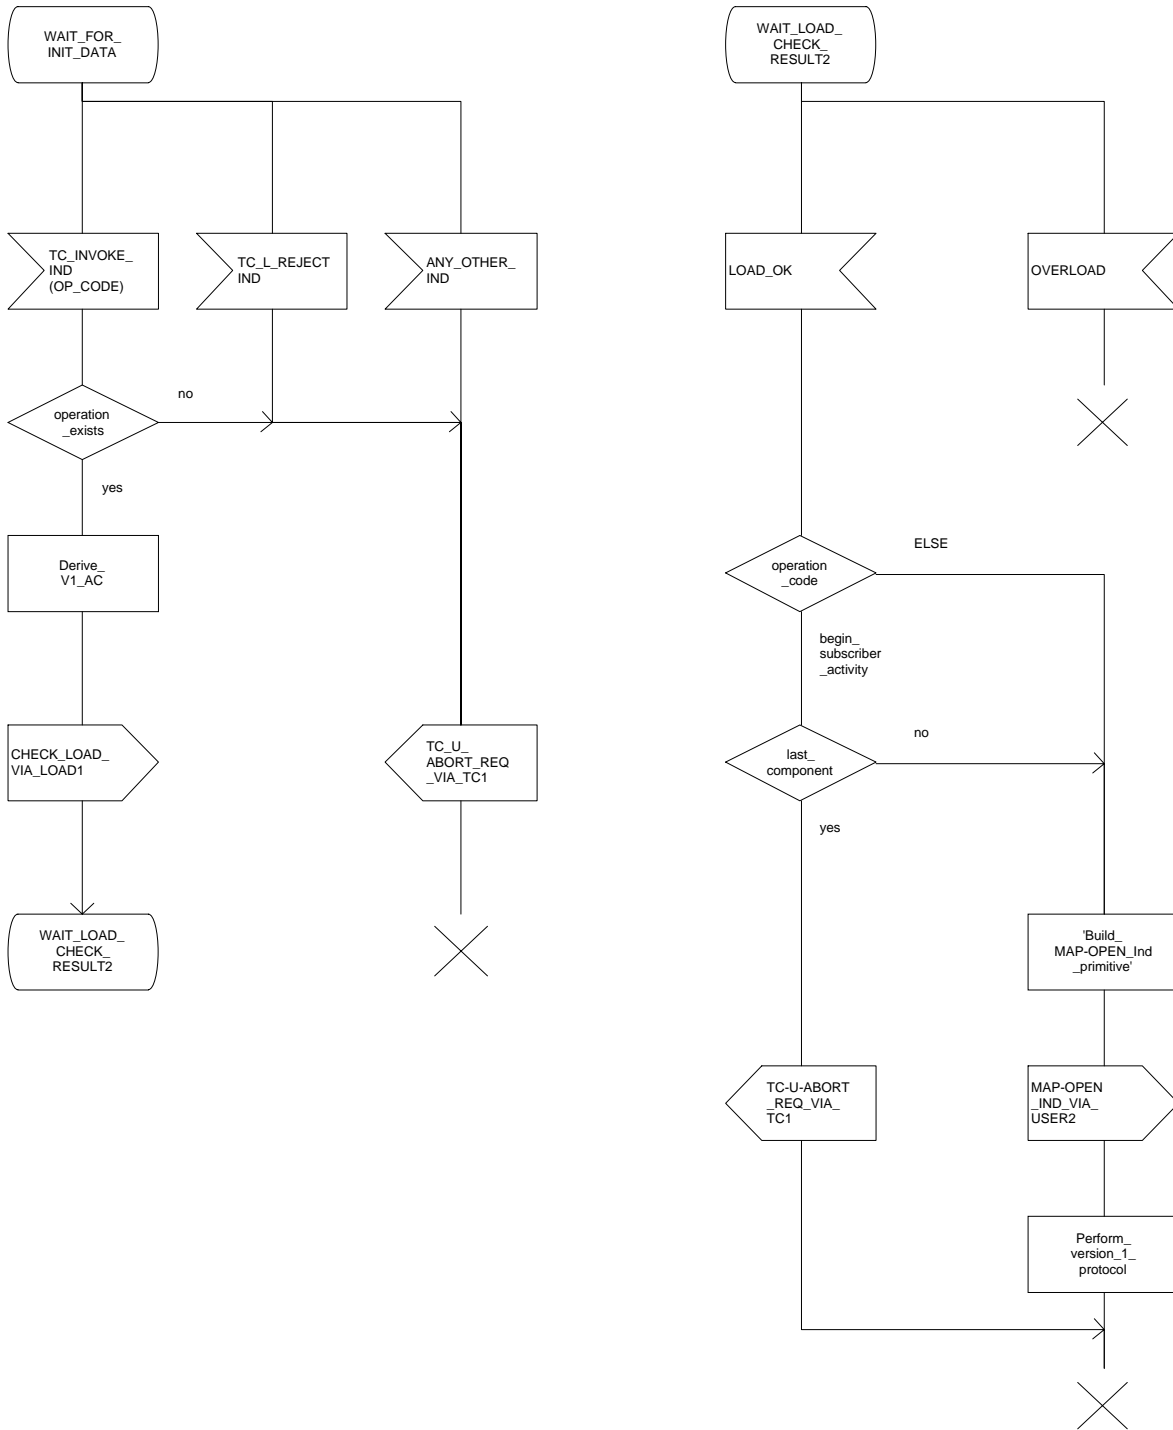 WAIT_FOR_
INIT_DATA
TC_INVOKE_
IND
(OP_CODE)
TC_L_REJECT
IND
ANY_OTHER_
IND
operation
_exists
no
yes
Derive_
V1_AC
CHECK_LOAD_
VIA_LOAD1
TC_U_
ABORT_REQ
_VIA_TC1
WAIT_LOAD_
CHECK_
RESULT2
WAIT_LOAD_
CHECK_
RESULT2
LOAD_OK
OVERLOAD
operation
_code
ELSE
begin_
subscriber
_activity
last_
component
no
yes
'Build_
MAP-OPEN_Ind
_primitive'
TC-U-ABORT
_REQ_VIA_
TC1
MAP-OPEN
_IND_VIA_
USER2
Perform_
version_1_
protocol